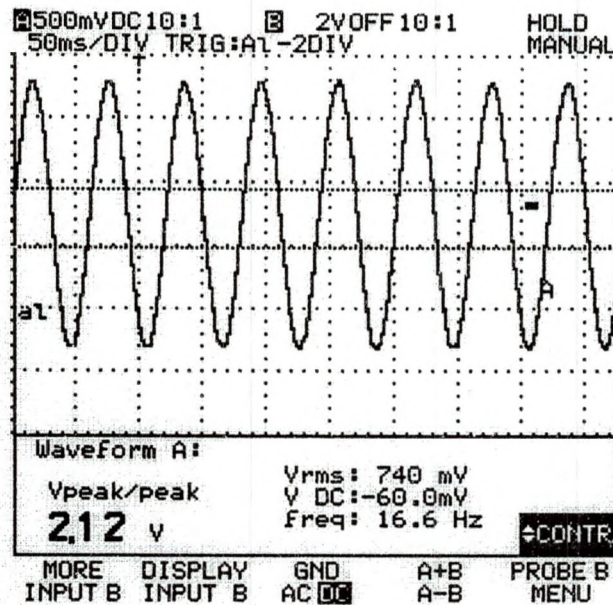 A 500mVDC10:1 B 2VOFF10:1 HOLD
50ms/DIV TRIG:A1-2DIV MANUAL
A
a1
Waveform A:
Vpeak/peak
2.12 V
Vrms: 740 mV
V DC:-60.0mV
Freq: 16.6 Hz
CONTR
MORE INPUT B
DISPLAY INPUT B
GND AC DC
A+B A-B
PROBE B MENU